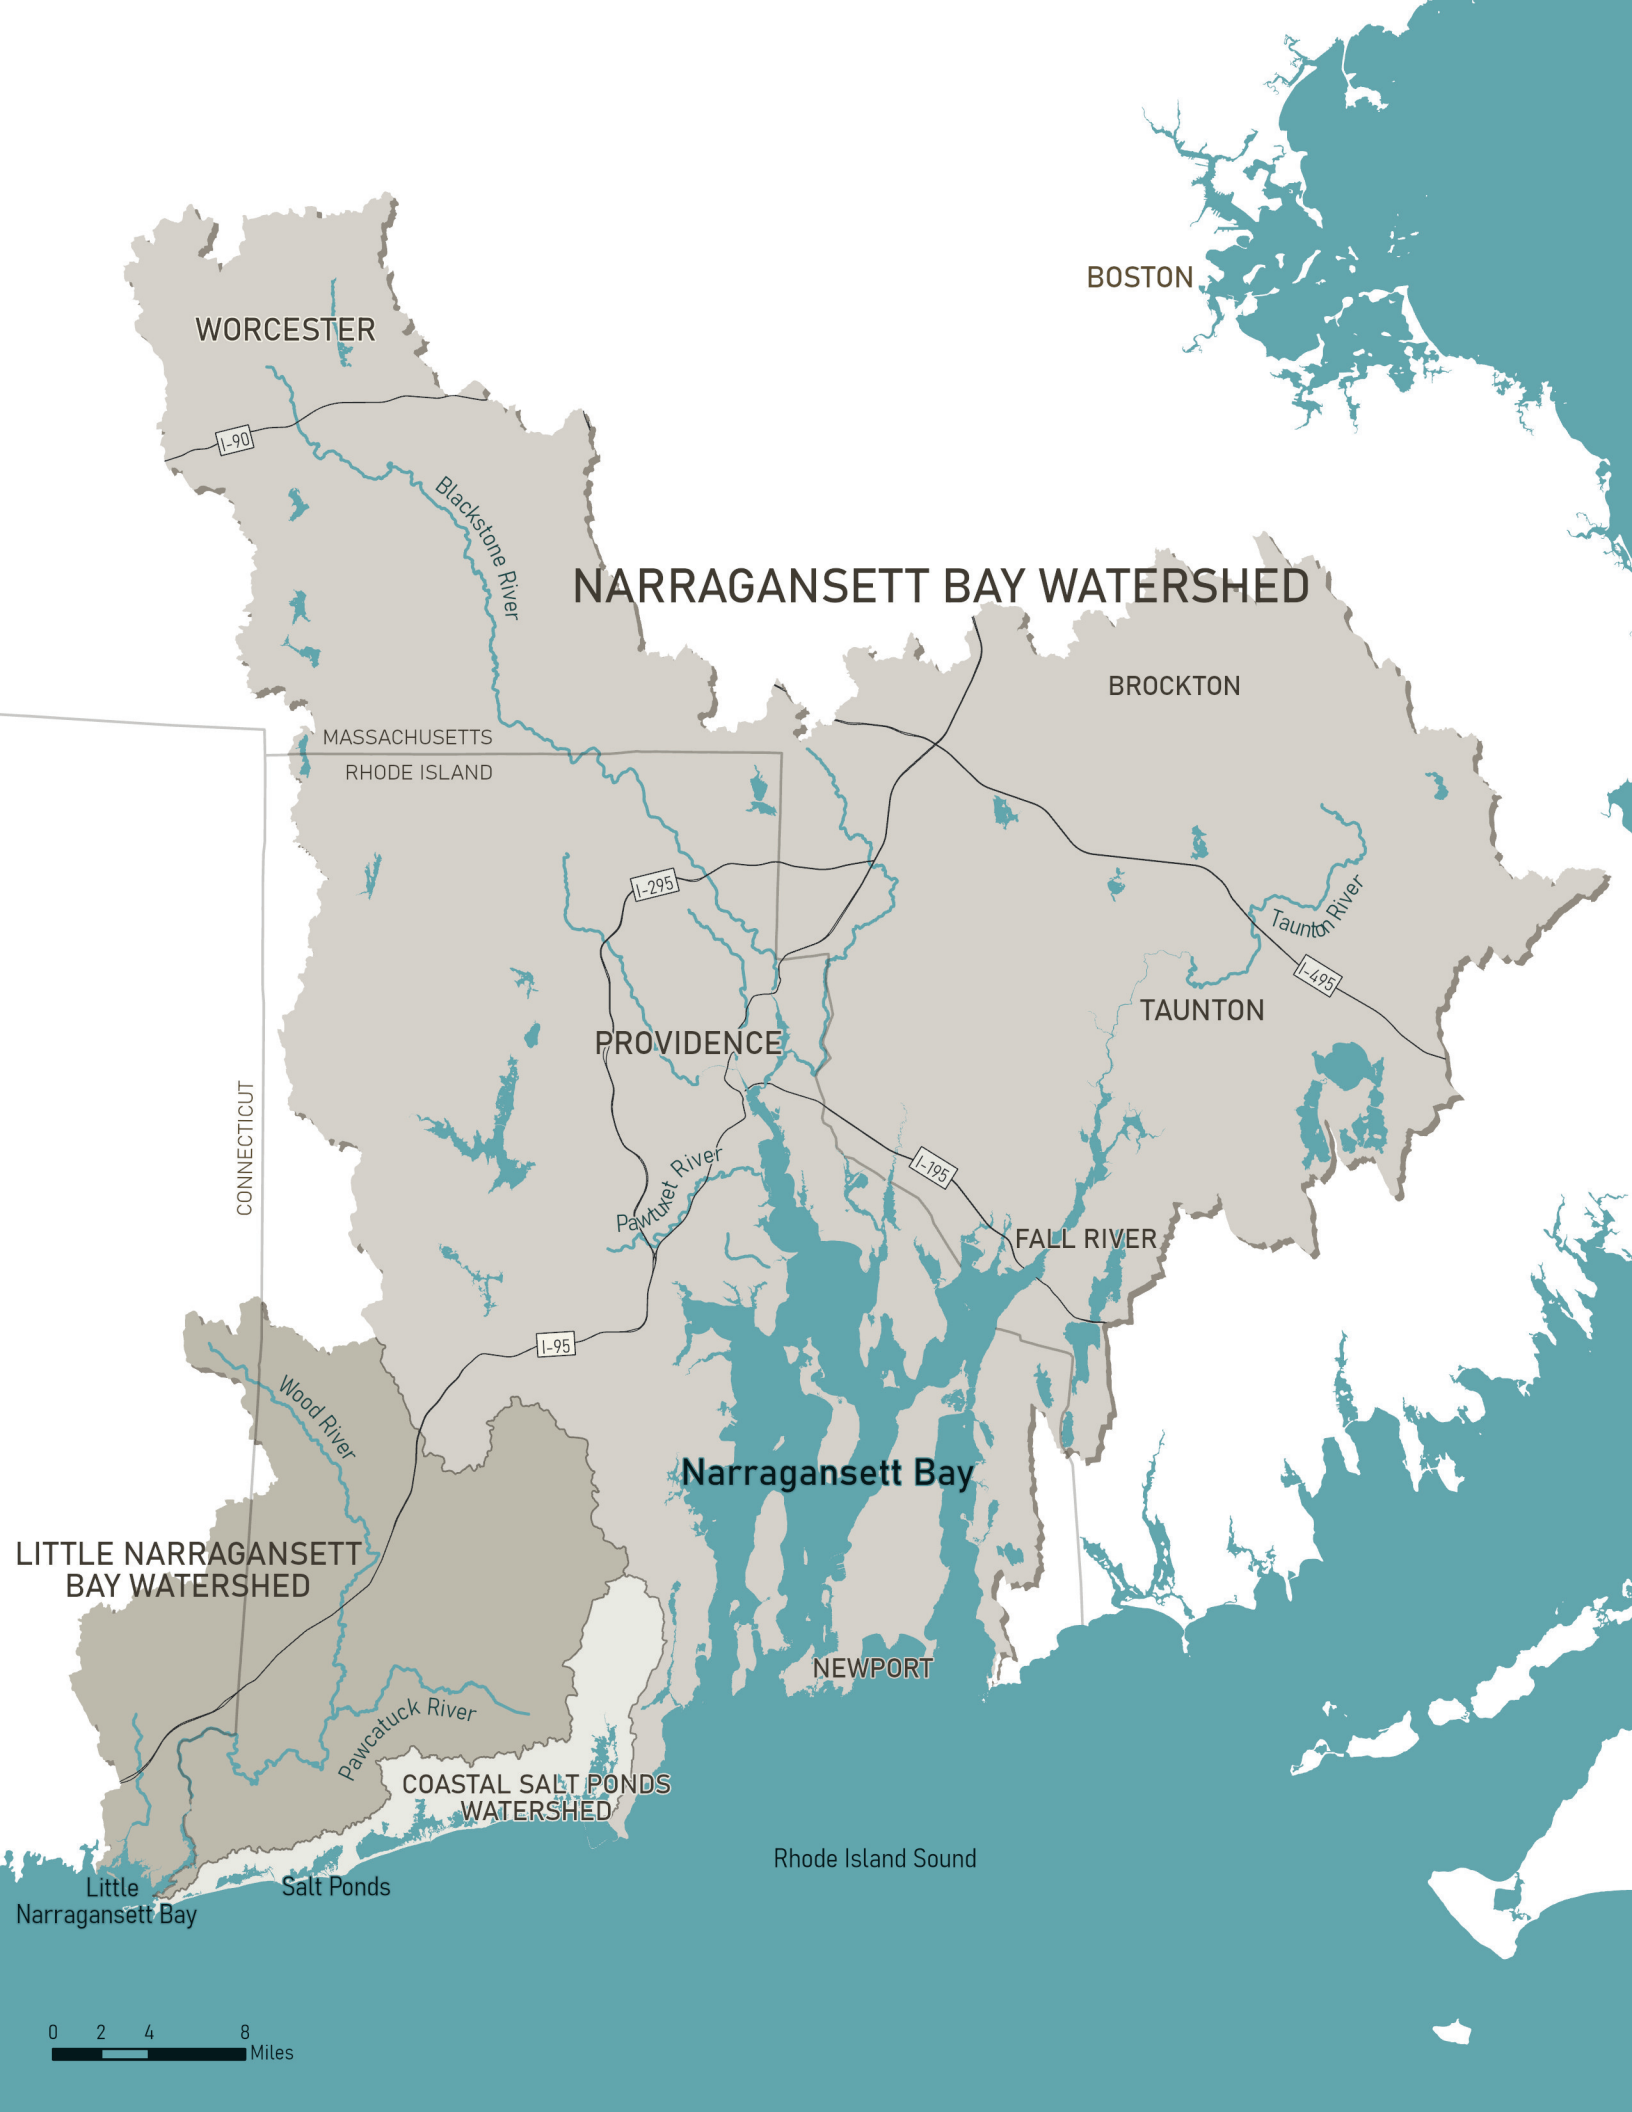 BOSTON
WORCESTER
I-90
Blackstone River
NARRAGANSETT BAY WATERSHED
BROCKTON
MASSACHUSETTS
RHODE ISLAND
I-295
Taunton River
I-495
TAUNTON
PROVIDENCE
CONNECTICUT
Pawtuxet River
I-195
FALL RIVER
I-95
Wood River
Narragansett Bay
LITTLE NARRAGANSETT
BAY WATERSHED
NEWPORT
Pawcatuck River
COASTAL SALT PONDS
WATERSHED
Rhode Island Sound
Little
Narragansett Bay
Salt Ponds
0 2 4 8
Miles